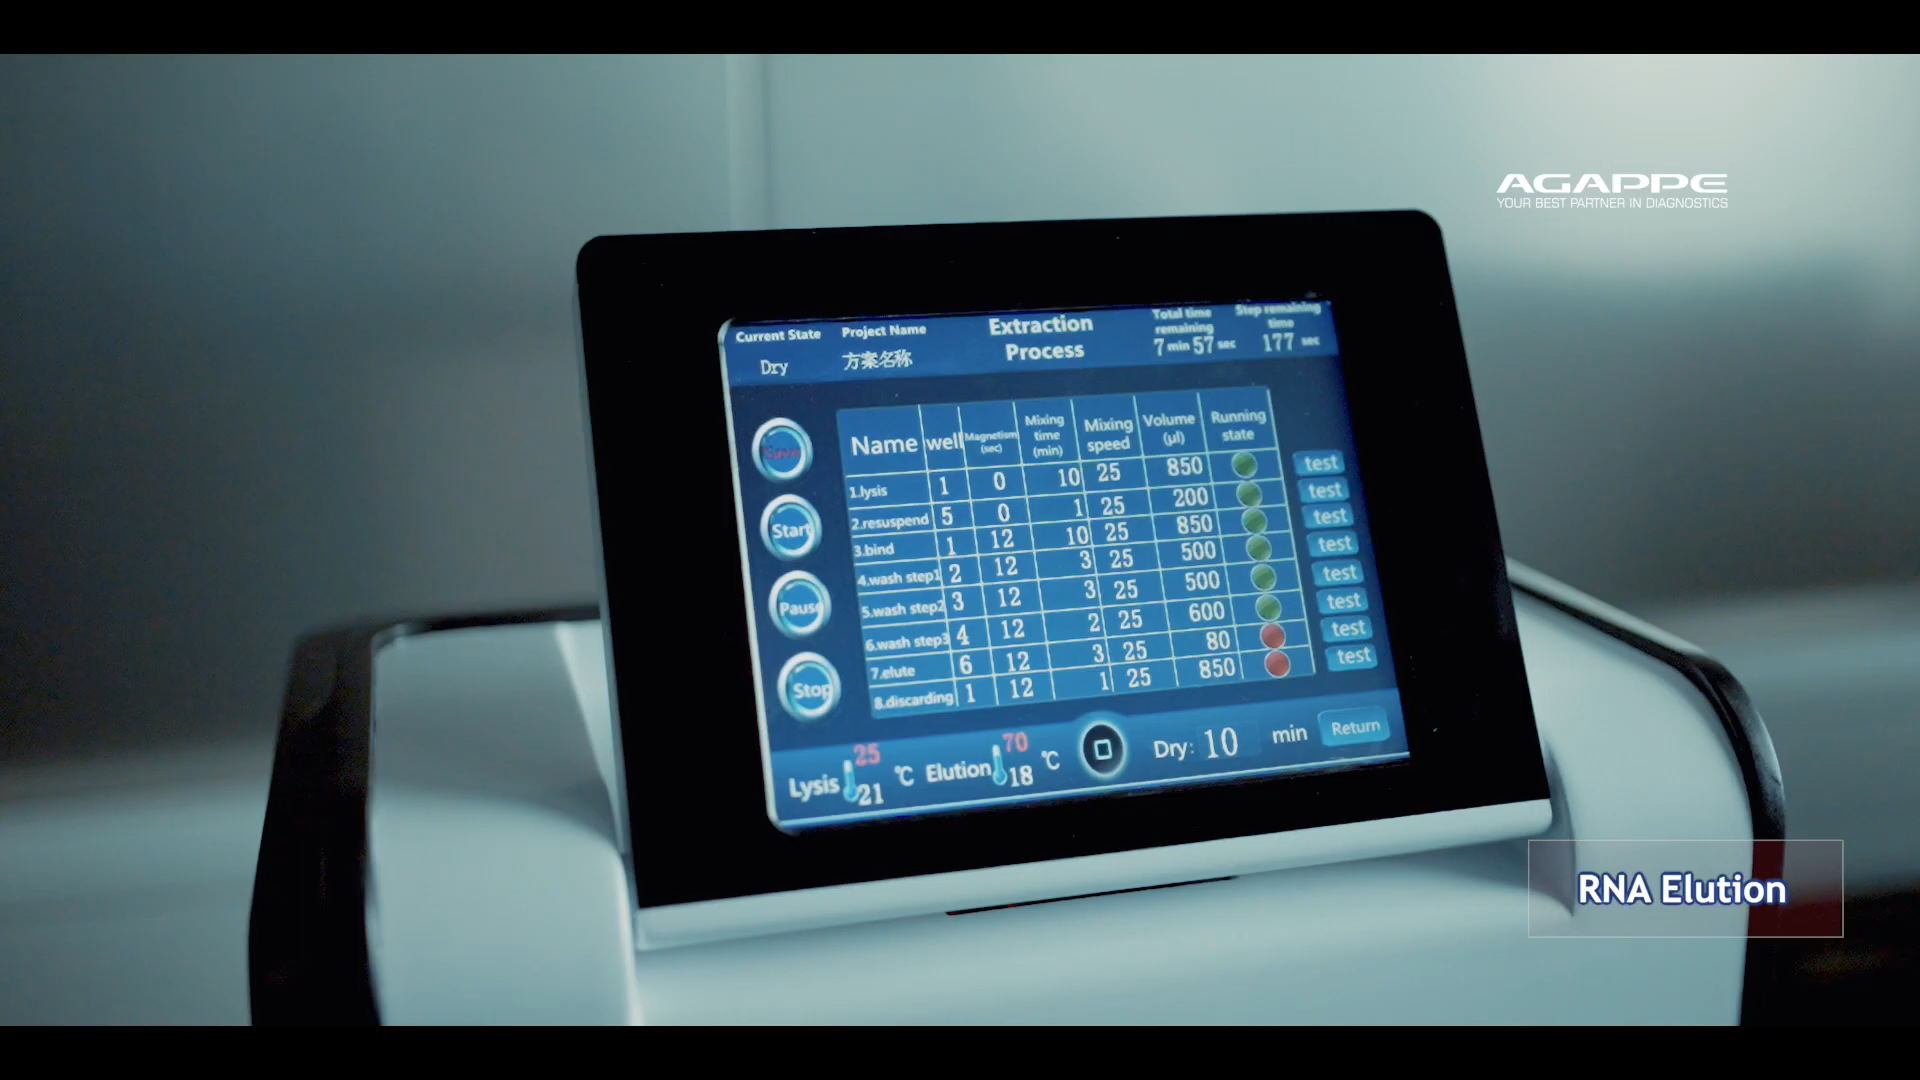 AGAPPE
YOUR BEST PARTNER IN DIAGNOSTICS
Current State Project Name Extraction Process Total time remaining Step remaining time
Dry 方案名称 7 min 57 sec 177 sec
Name well Magnetism (sec) Mixing time (min) Mixing speed Volume (μl) Running state
1.lysis 1 0 10 25 850 test
2.resuspend 5 0 1 25 200 test
3.bind 1 12 10 25 850 test
4.wash step1 2 12 3 25 500 test
5.wash step2 3 12 3 25 500 test
6.wash step3 4 12 2 25 600 test
7.elute 6 12 3 25 80 test
8.discarding 1 12 1 25 850 test
Start
Pause
Stop
Lysis 25 21 ℃ Elution 70 18 ℃ Dry: 10 min Return
RNA Elution